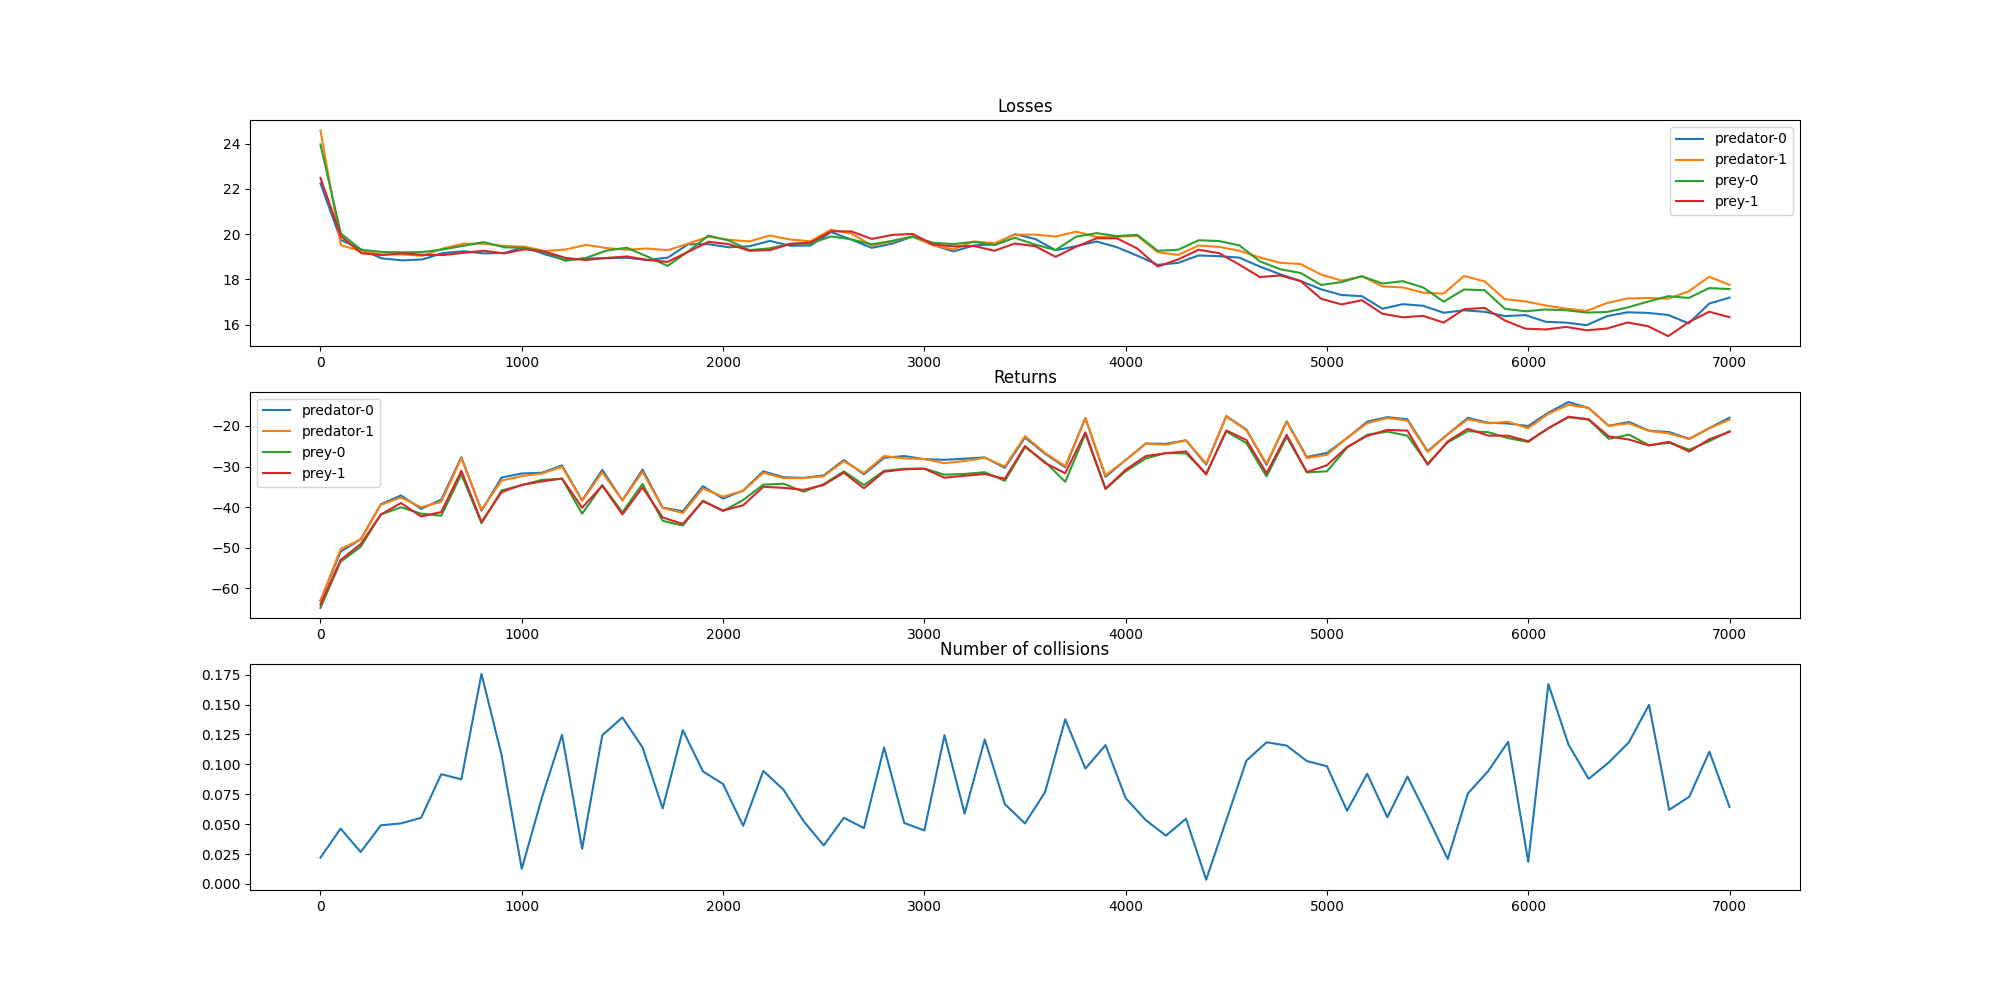 Losses
24
22
20
18
16
predator-0
predator-1
prey-0
prey-1
0 1000 2000 3000 4000 5000 6000 7000
Returns
−20
−30
−40
−50
−60
predator-0
predator-1
prey-0
prey-1
0 1000 2000 3000 4000 5000 6000 7000
Number of collisions
0.175
0.150
0.125
0.100
0.075
0.050
0.025
0.000
0 1000 2000 3000 4000 5000 6000 7000